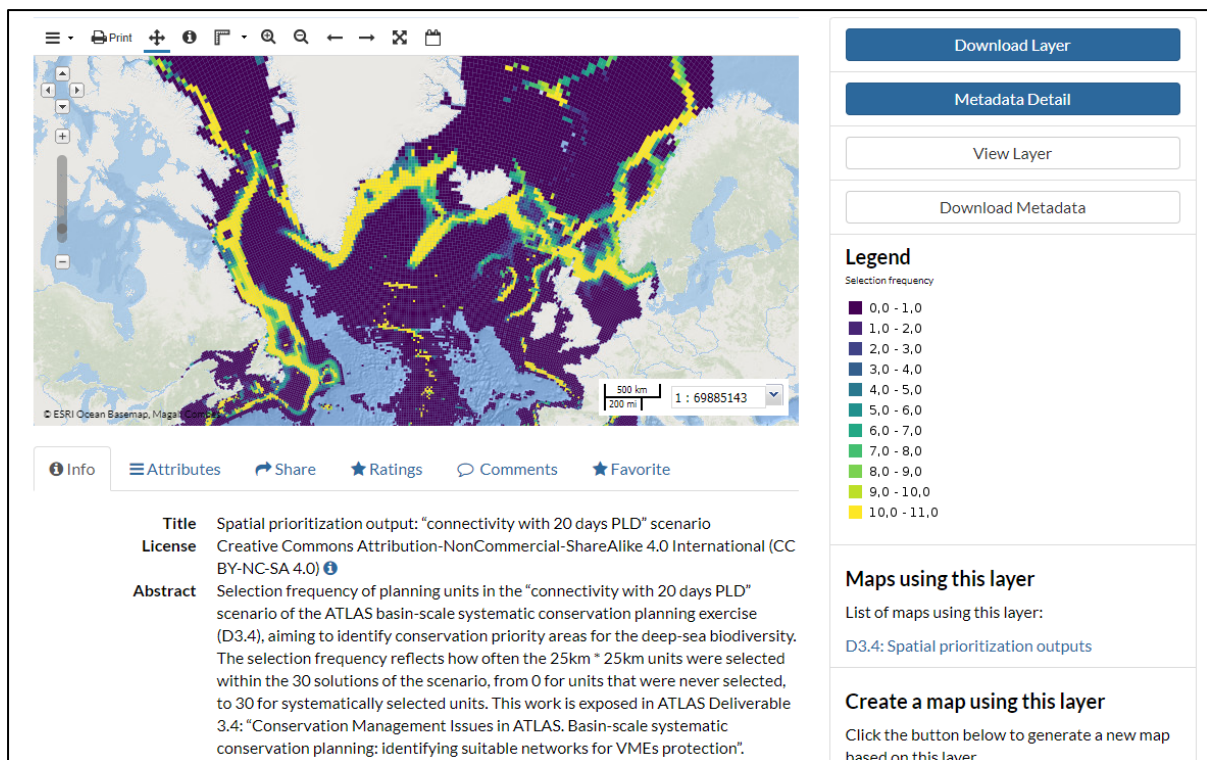 Print
© ESRI Ocean Basemap, Magali Combes
500 km
200 mi
1 : 69885143
Info
Attributes
Share
Ratings
Comments
Favorite
Title Spatial prioritization output: “connectivity with 20 days PLD” scenario
License Creative Commons Attribution-NonCommercial-ShareAlike 4.0 International (CC
BY-NC-SA 4.0)
Abstract Selection frequency of planning units in the “connectivity with 20 days PLD”
scenario of the ATLAS basin-scale systematic conservation planning exercise
(D3.4), aiming to identify conservation priority areas for the deep-sea biodiversity.
The selection frequency reflects how often the 25km * 25km units were selected
within the 30 solutions of the scenario, from 0 for units that were never selected,
to 30 for systematically selected units. This work is exposed in ATLAS Deliverable
3.4: “Conservation Management Issues in ATLAS. Basin-scale systematic
conservation planning: identifying suitable networks for VMEs protection”.
Download Layer
Metadata Detail
View Layer
Download Metadata
Legend
Selection frequency
0,0 - 1,0
1,0 - 2,0
2,0 - 3,0
3,0 - 4,0
4,0 - 5,0
5,0 - 6,0
6,0 - 7,0
7,0 - 8,0
8,0 - 9,0
9,0 - 10,0
10,0 - 11,0
Maps using this layer
List of maps using this layer:
D3.4: Spatial prioritization outputs
Create a map using this layer
Click the button below to generate a new map
based on this layer